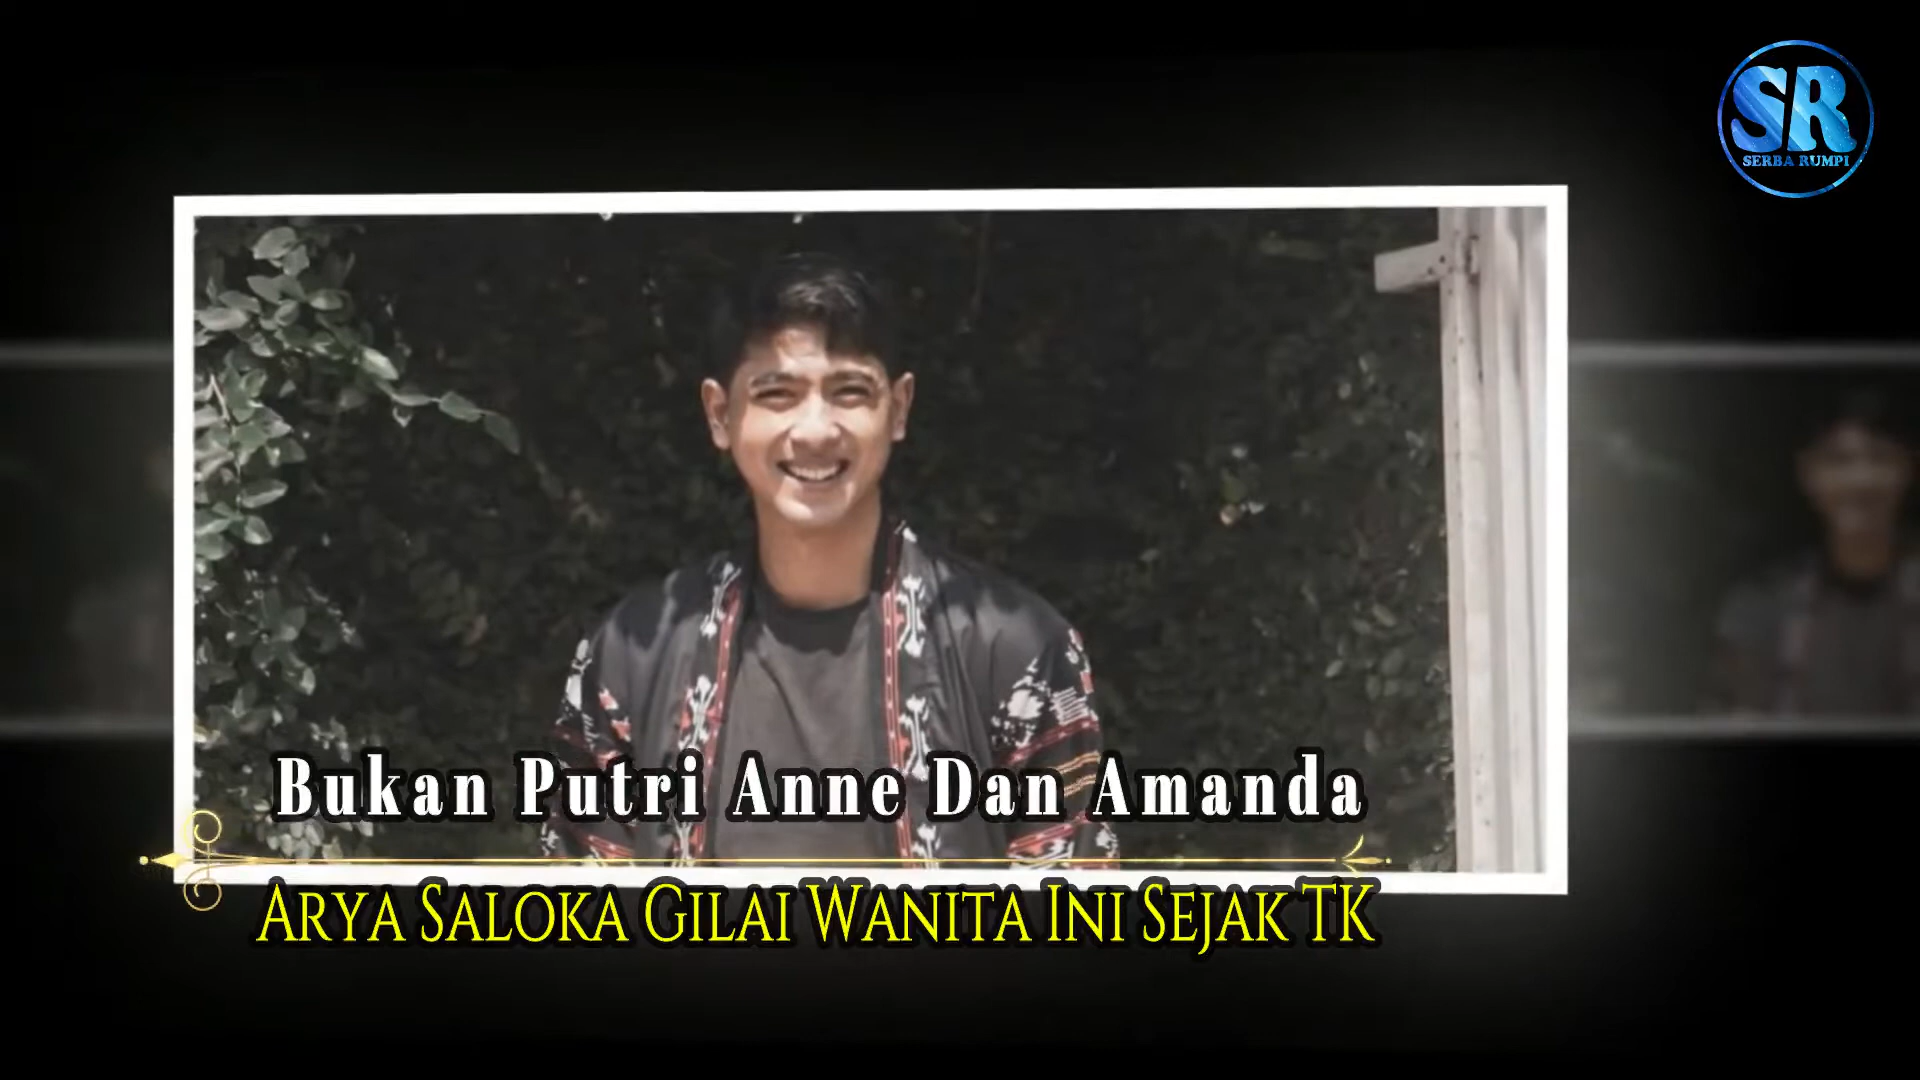 SR
SERBA RUMPI
Bukan Putri Anne Dan Amanda
Arya Saloka Gilai Wanita Ini Sejak TK